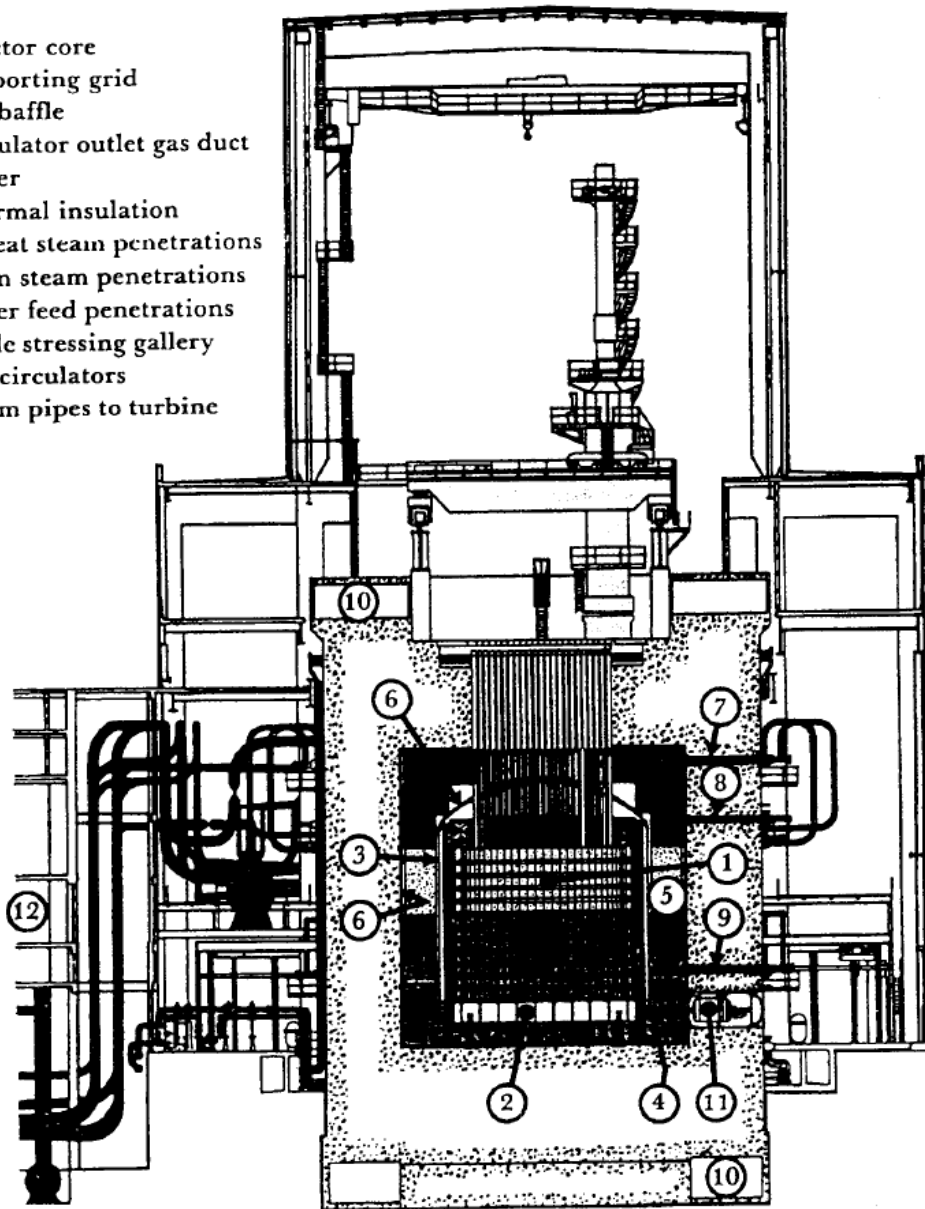 ctor core
porting grid
baffle
ulator outlet gas duct
er
rmal insulation
eat steam penetrations
n steam penetrations
er feed penetrations
le stressing gallery
circulators
m pipes to turbine
10
6
7
8
3
1
6
5
12
9
2
4
11
10